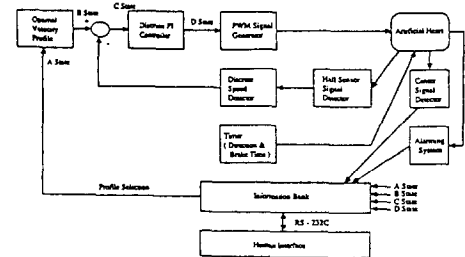 Optimal
Velocity
Profile
B State
C State
Discrete PI
Controller
D State
PWM Signal
Generator
Artificial Heart
A State
Discrete
Speed
Detector
Hall Sensor
Signal
Detector
Center
Signal
Detector
Timer
( Direction &
Brake Time )
Alarming
System
Profile Selection
Information Bank
A State
B State
C State
D State
RS - 232C
Human Interface